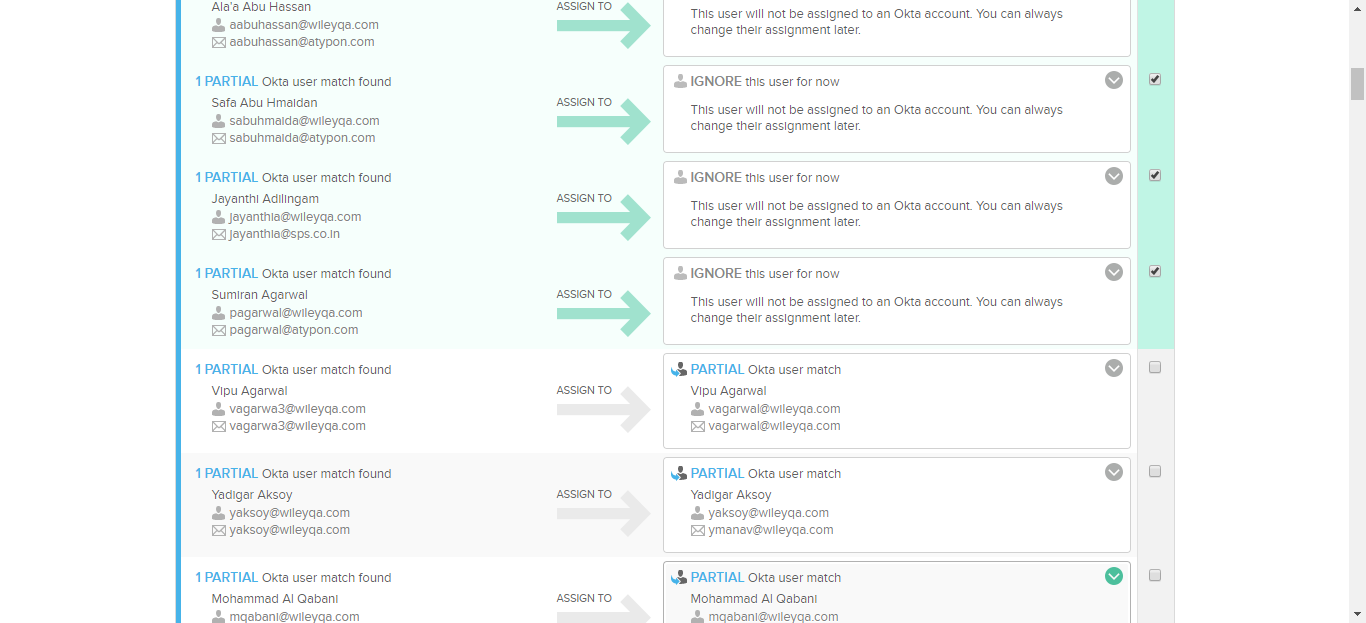 Ala'a Abu Hassan
aabuhassan@wileyqa.com
aabuhassan@atypon.com
ASSIGN TO
This user will not be assigned to an Okta account. You can always
change their assignment later.
1 PARTIAL Okta user match found
Safa Abu Hmaidan
sabuhmaida@wileyqa.com
sabuhmaida@atypon.com
ASSIGN TO
IGNORE this user for now
This user will not be assigned to an Okta account. You can always
change their assignment later.
1 PARTIAL Okta user match found
Jayanthi Adilingam
jayanthia@wileyqa.com
jayanthia@sps.co.in
ASSIGN TO
IGNORE this user for now
This user will not be assigned to an Okta account. You can always
change their assignment later.
1 PARTIAL Okta user match found
Sumiran Agarwal
pagarwal@wileyqa.com
pagarwal@atypon.com
ASSIGN TO
IGNORE this user for now
This user will not be assigned to an Okta account. You can always
change their assignment later.
1 PARTIAL Okta user match found
Vipu Agarwal
vagarwa3@wileyqa.com
vagarwa3@wileyqa.com
ASSIGN TO
PARTIAL Okta user match
Vipu Agarwal
vagarwal@wileyqa.com
vagarwal@wileyqa.com
1 PARTIAL Okta user match found
Yadigar Aksoy
yaksoy@wileyqa.com
yaksoy@wileyqa.com
ASSIGN TO
PARTIAL Okta user match
Yadigar Aksoy
yaksoy@wileyqa.com
ymanav@wileyqa.com
1 PARTIAL Okta user match found
Mohammad Al Qabani
mqabani@wileyqa.com
ASSIGN TO
PARTIAL Okta user match
Mohammad Al Qabani
mqabani@wileyqa.com